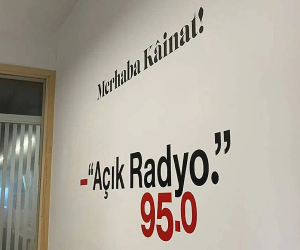 Merhaba Kâinat!
–“Açık Radyo.”
95.0